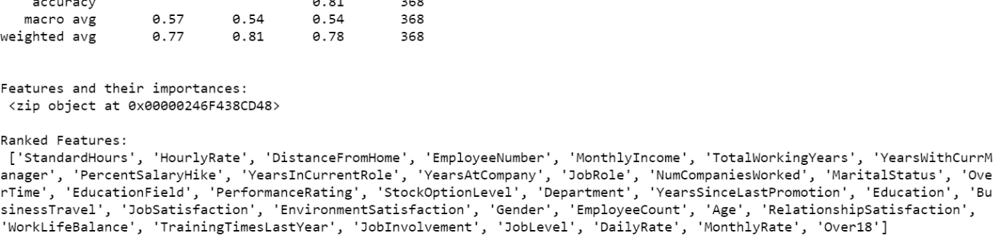 accuracy 0.81 368
macro avg 0.57 0.54 0.54 368
weighted avg 0.77 0.81 0.78 368
Features and their importances:
<zip object at 0x00000246F438CD48>
Ranked Features:
['StandardHours', 'HourlyRate', 'DistanceFromHome', 'EmployeeNumber', 'MonthlyIncome', 'TotalWorkingYears', 'YearsWithCurrM
anager', 'PercentSalaryHike', 'YearsInCurrentRole', 'YearsAtCompany', 'JobRole', 'NumCompaniesWorked', 'MaritalStatus', 'Ove
rTime', 'EducationField', 'PerformanceRating', 'StockOptionLevel', 'Department', 'YearsSinceLastPromotion', 'Education', 'Bu
sinessTravel', 'JobSatisfaction', 'EnvironmentSatisfaction', 'Gender', 'EmployeeCount', 'Age', 'RelationshipSatisfaction',
'WorkLifeBalance', 'TrainingTimesLastYear', 'JobInvolvement', 'JobLevel', 'DailyRate', 'MonthlyRate', 'Over18']